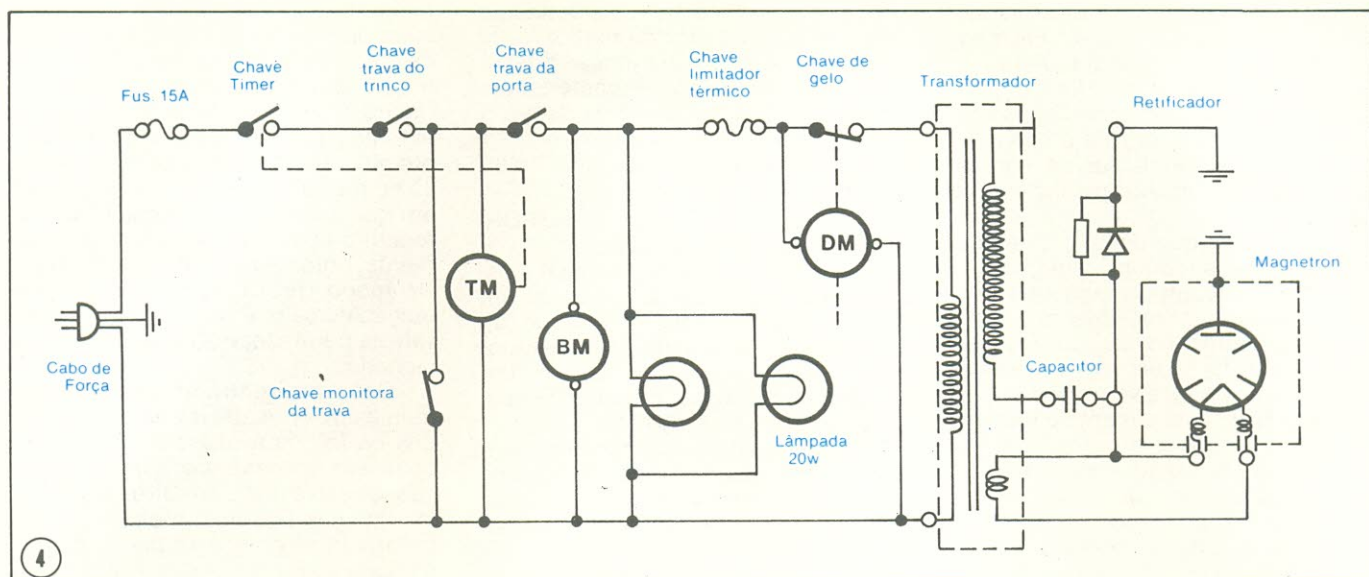 Fus. 15A
Chave
Timer
Chave
trava do
trinco
Chave
trava da
porta
Chave
limitador
térmico
Chave de
gelo
Transformador
Retificador
TM
BM
DM
Magnetron
Cabo de
Força
Chave monitora
da trava
Lâmpada
20w
Capacitor
4